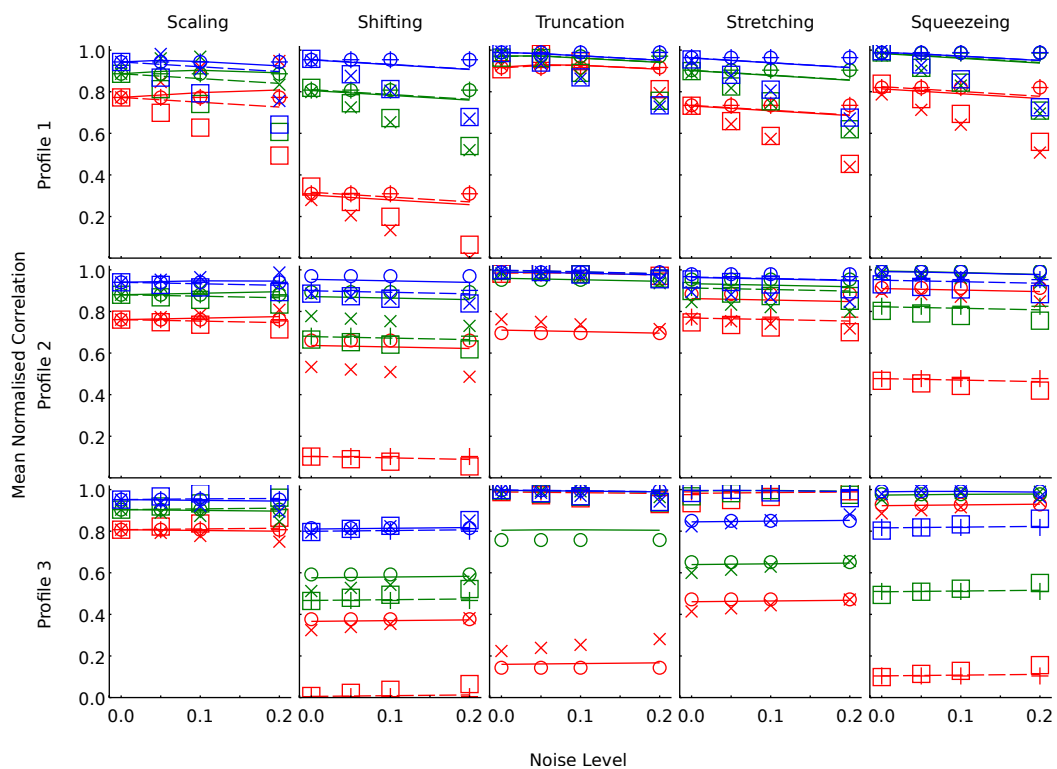 Scaling Shifting Truncation Stretching Squeezeing
Mean Normalised Correlation
Profile 1
1.0
0.8
0.6
0.4
0.2
Profile 2
1.0
0.8
0.6
0.4
0.2
Profile 3
1.0
0.8
0.6
0.4
0.2
0.0
0.0 0.1 0.2 0.0 0.1 0.2 0.0 0.1 0.2 0.0 0.1 0.2 0.0 0.1 0.2
Noise Level